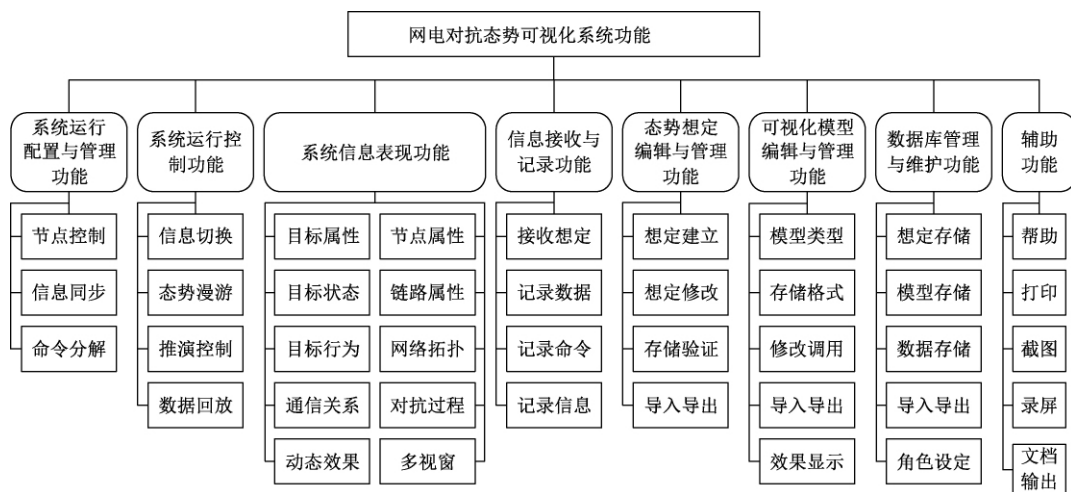 网电对抗态势可视化系统功能
系统运行
配置与管理
功能
系统运行控
制功能
系统信息表现功能
信息接收与
记录功能
态势想定
编辑与管理
功能
可视化模型
编辑与管理
功能
数据库管理
与维护功能
辅助
功能
节点控制
信息同步
命令分解
信息切换
态势漫游
推演控制
数据回放
目标属性
目标状态
目标行为
通信关系
动态效果
节点属性
链路属性
网络拓扑
对抗过程
多视窗
接收想定
记录数据
记录命令
记录信息
想定建立
想定修改
存储验证
导入导出
模型类型
存储格式
修改调用
导入导出
效果显示
想定存储
模型存储
数据存储
导入导出
角色设定
帮助
打印
截图
录屏
文档
输出